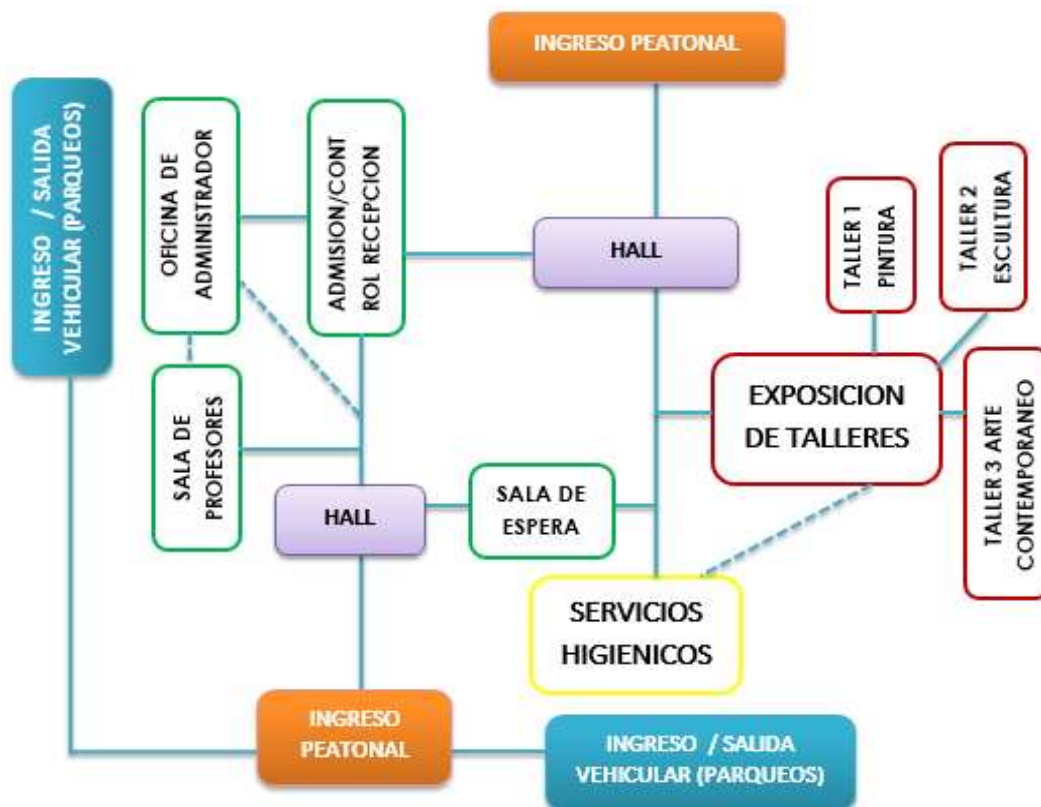 INGRESO PEATONAL
INGRESO / SALIDA
VEHICULAR (PARQUEOS)
OFICINA DE
ADMINISTRADOR
ADMISION/CONT
ROL RECEPCION
HALL
TALLER 1
PINTURA
TALLER 2
ESCULTURA
EXPOSICION
DE TALLERES
TALLER 3 ARTE
CONTEMPORANEO
SALA DE
PROFESORES
HALL
SALA DE
ESPERA
SERVICIOS
HIGIENICOS
INGRESO
PEATONAL
INGRESO / SALIDA
VEHICULAR (PARQUEOS)